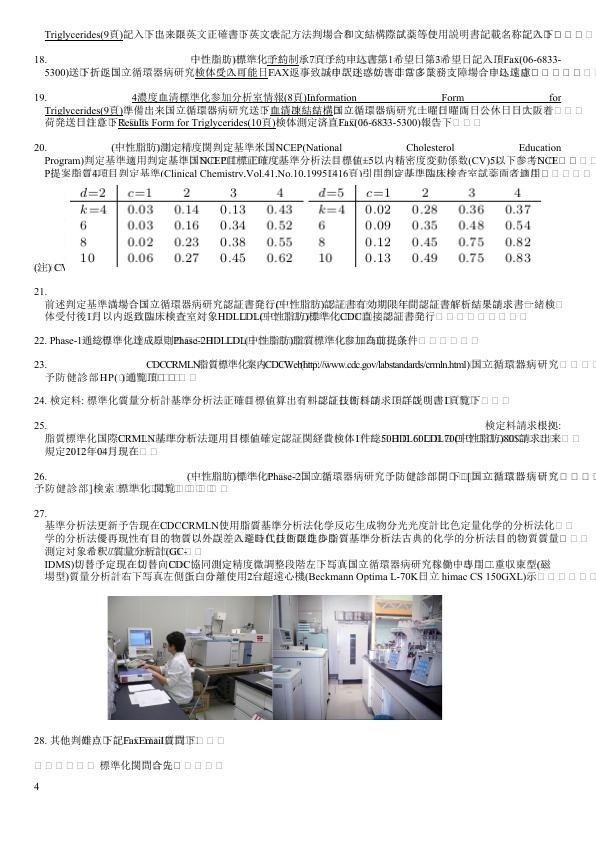 Triglycerides(9頁)記入下出来限英文正確書下英文表記方法判場合和文結構際試薬等使用説明書記載名称記入下
18. 中性脂肪)標準化予約制承7頁予約申込書第1希望日第3希望日記入頂Fax(06-6833-
5300)送下折返国立循環器病研究検体受入可能日FAX返事致誠申訳迷惑防害非常多業務支障場合申込遠慮
19. 4濃度血清標準化参加分析室情報(8頁)Information Form for
Triglycerides(9頁)準備出来国立循環器病研究送下血清凍結結構国立循環器病研究土曜日曜両日公休日日大阪着
荷発送日注意下Results Form for Triglycerides(10頁)検体測定済直Fax(06-6833-5300)報告下
20. (中性脂肪)測定精度関判定基準米国NCEP(National Cholesterol Education
Program)判定基準適用判定基準国NCEP目標正確度基準分析法目標値±5以内精密度変動係数(CV)5以下参考NCE
P提案脂質4項目判定基準(Clinical Chemistry,Vol.41,No.10,1995,1416頁)引用判定基準臨床検査室試薬両者適用
d=2 c=1 2 3 4 d=5 c=1 2 3 4
k=4 0.03 0.14 0.13 0.43 k=4 0.02 0.28 0.36 0.37
6 0.03 0.16 0.34 0.52 6 0.09 0.35 0.48 0.54
8 0.02 0.23 0.38 0.55 8 0.12 0.45 0.75 0.82
10 0.06 0.27 0.45 0.62 10 0.13 0.49 0.75 0.83
(注) CV
21.
前述判定基準満場合国立循環器病研究認証書発行(中性脂肪)認証書有効期限年間認証書解析結果請求書一緒検
体受付後1月以内返致臨床検査室対象HDLLDL(中性脂肪)標準化CDC直接認証書発行
22. Phase-1通総標準化達成原則Phase-2HDLLDL(中性脂肪)標準化参加為前提条件
23. CDCCRMLN脂質標準化案内CDCWeb(http://www.cdc.gov/labstandards/crmln.html)国立循環器病研究
予防健診部HP( )通覧頂
24. 検定料: 標準化質量分析計基準分析法正確目標値算出有料認証技術料請求頂詳説明書1頁覧下
25. 検定料請求根拠:
脂質標準化国際CRMLN基準分析法運用目標値確定認証関経費検体1件総50HDL60LDL70(中性脂肪)80S請求出来
規定2012年04月現在
26. (中性脂肪)標準化Phase-2国立循環器病研究予防健診部閲下[国立循環器病研究
予防健診部]検索 標準化 閲覧
27.
基準分析法更新予告現在CDCCRMLN使用脂質基準分析法化学反応生成物分光光度計比色定量化学的分析法化
学的分析法優再現性有目的物質以外誤差入避時代技術限進歩脂質基準分析法古典的化学的分析法目的物質質量
測定対象希釈 質量分析計(GC-
IDMS)切替予定現在切替向CDC協同測定精度微調整段階左下写真国立循環器病研究稼働中専用二重収束型(磁
場型)質量分析計右下写真左側蛋白分離使用2台超遠心機(Beckmann Optima L-70K日立 himac CS 150GXL)示
28. 其他判難点下記FaxEmail質問下
標準化関問合先
4